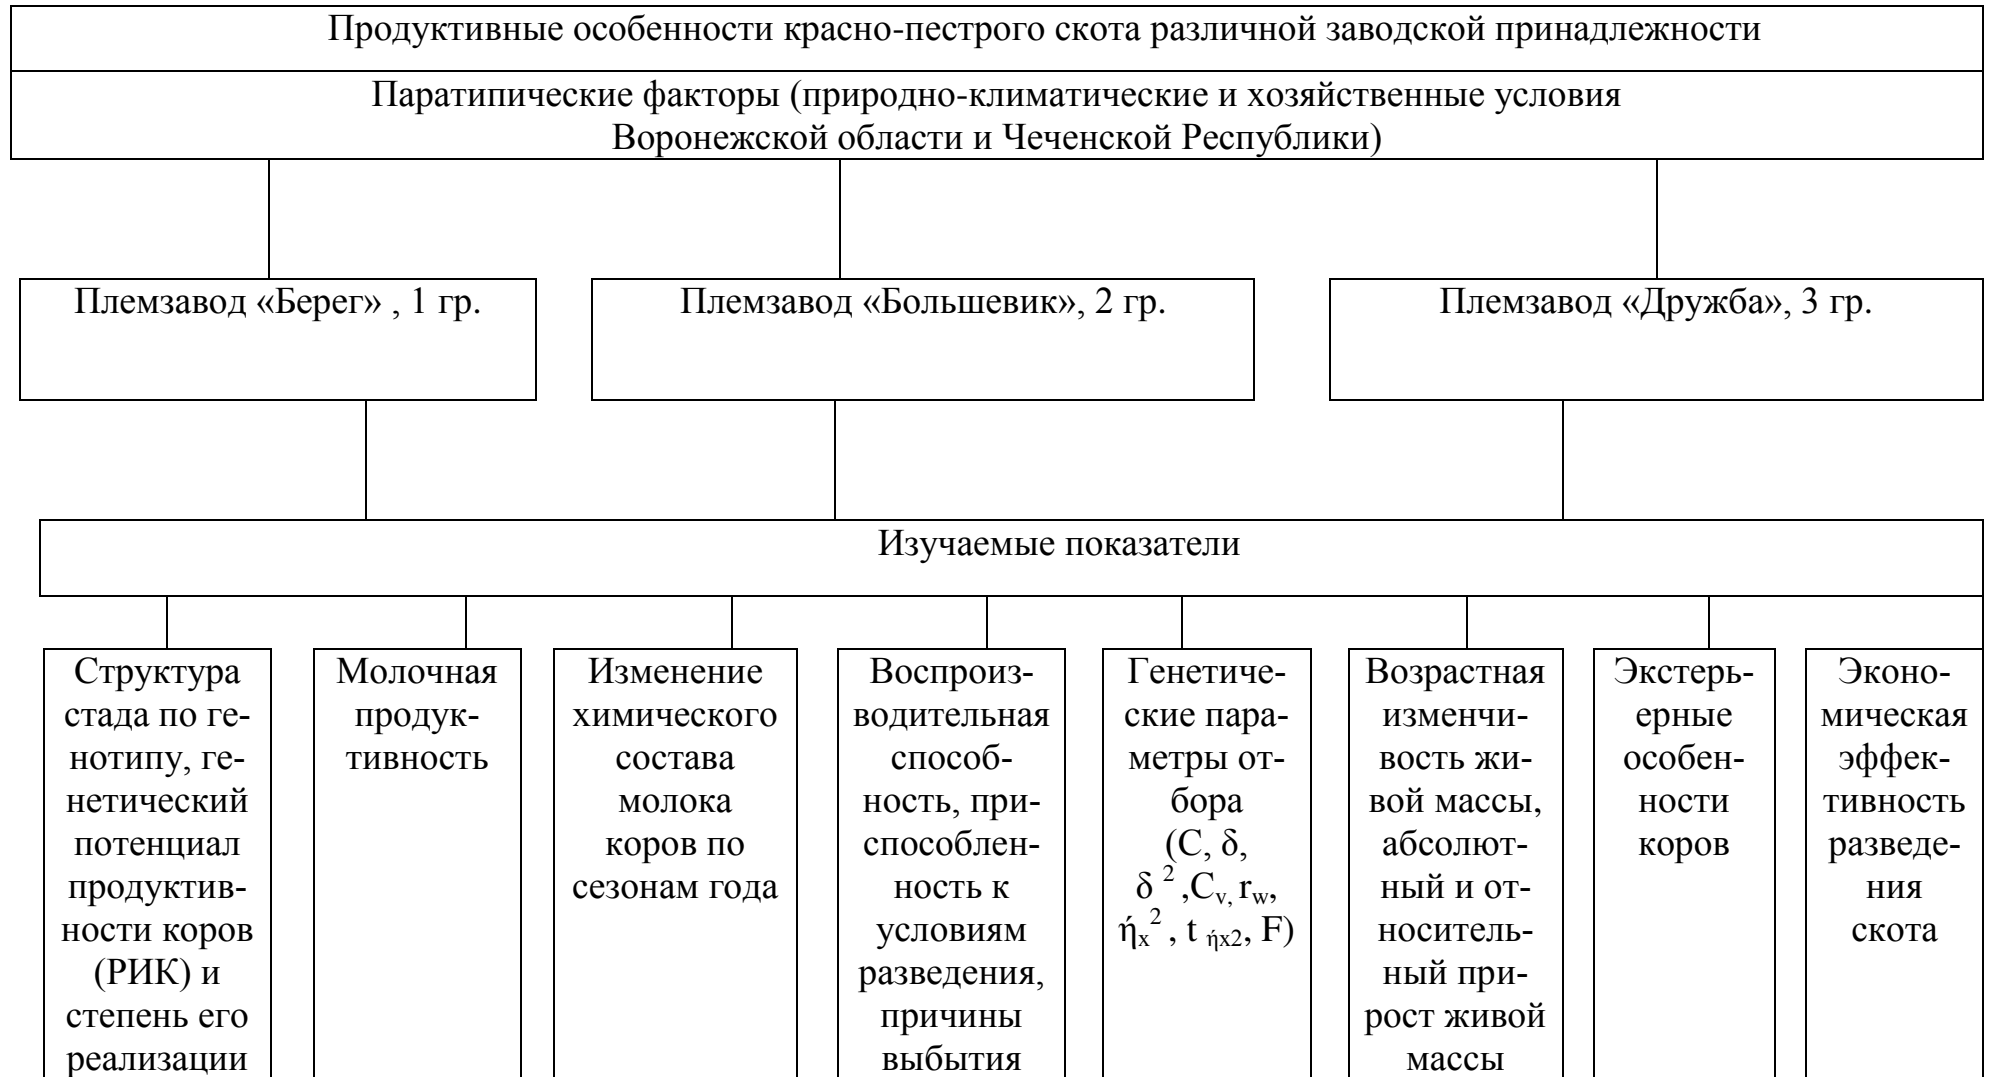 Продуктивные особенности красно-пестрого скота различной заводской принадлежности
Паратипические факторы (природно-климатические и хозяйственные условия
Воронежской области и Чеченской Республики)
Племзавод «Берег» , 1 гр.
Племзавод «Большевик», 2 гр.
Племзавод «Дружба», 3 гр.
Изучаемые показатели
Структура
стада по ге-
нотипу, ге-
нетический
потенциал
продуктив-
ности коров
(РИК) и
степень его
реализации
Молочная
продук-
тивность
Изменение
химического
состава
молока
коров по
сезонам года
Воспроиз-
водительная
способ-
ность, при-
способлен-
ность к
условиям
разведения,
причины
выбытия
Генетиче-
ские пара-
метры от-
бора
(C, δ,
δ ², Cᵥ, r_w,
ή_x², t ή_x2, F)
Возрастная
изменчи-
вость жи-
вой массы,
абсолют-
ный и от-
носитель-
ный при-
рост живой
массы
Экстерь-
ерные
особен-
ности
коров
Эконо-
мическая
эффек-
тивность
разведе-
ния
скота